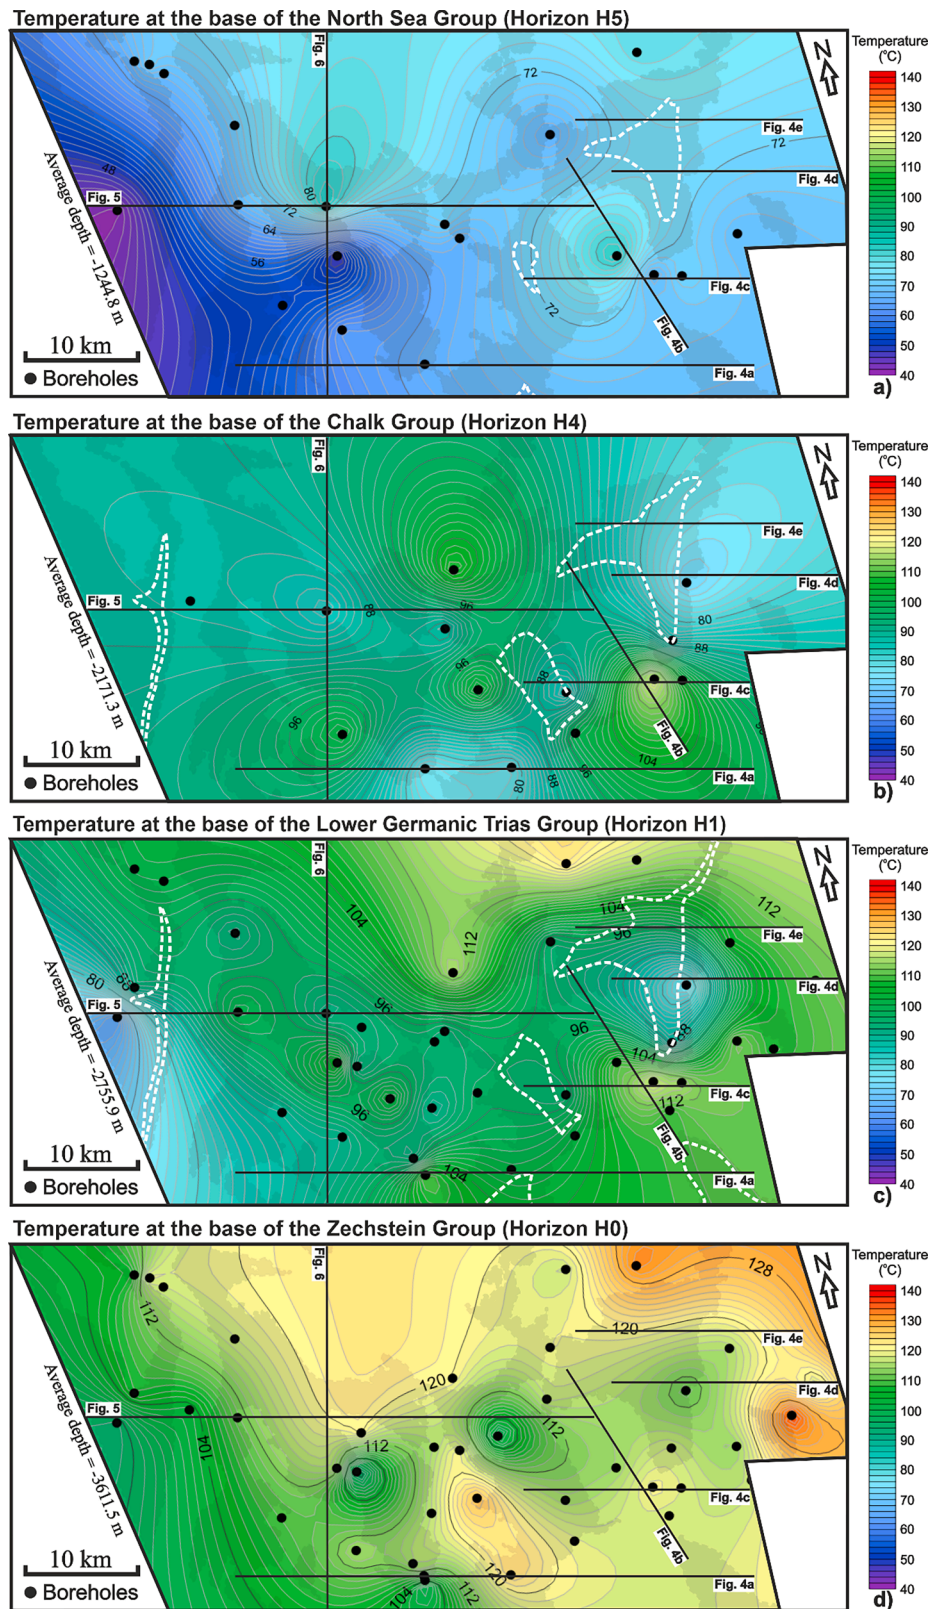 Temperature at the base of the North Sea Group (Horizon H5)
Temperature
(°C)
Fig. 6
N
72
140
130
120
110
100
90
80
70
60
50
40
Fig. 4e
72
Fig. 4d
48
80
Fig. 5
72
64
56
Average depth = -1244.8 m
Fig. 4c
72
Fig. 4b
10 km
Boreholes
Fig. 4a
a)
Temperature at the base of the Chalk Group (Horizon H4)
Temperature
(°C)
Fig. 6
N
140
130
120
110
100
90
80
70
60
50
40
Fig. 4e
Fig. 4d
Fig. 5
88
96
80
88
Average depth = -2171.3 m
96
88
Fig. 4c
96
96
Fig. 4b
104
10 km
Boreholes
96
80
88
Fig. 4a
b)
Temperature at the base of the Lower Germanic Trias Group (Horizon H1)
Temperature
(°C)
Fig. 6
N
140
130
120
110
100
90
80
70
60
50
40
104
104
112
112
96
Fig. 4e
80
88
Fig. 4d
Fig. 5
96
96
88
104
Average depth = -2755.9 m
Fig. 4c
96
112
Fig. 4b
10 km
Boreholes
104
Fig. 4a
c)
Temperature at the base of the Zechstein Group (Horizon H0)
Temperature
(°C)
Fig. 6
N
128
140
130
120
110
100
90
80
70
60
50
40
112
120
Fig. 4e
120
Fig. 4d
Fig. 5
104
112
112
Average depth = -3611.5 m
Fig. 4c
Fig. 4b
10 km
Boreholes
120
104
112
Fig. 4a
d)